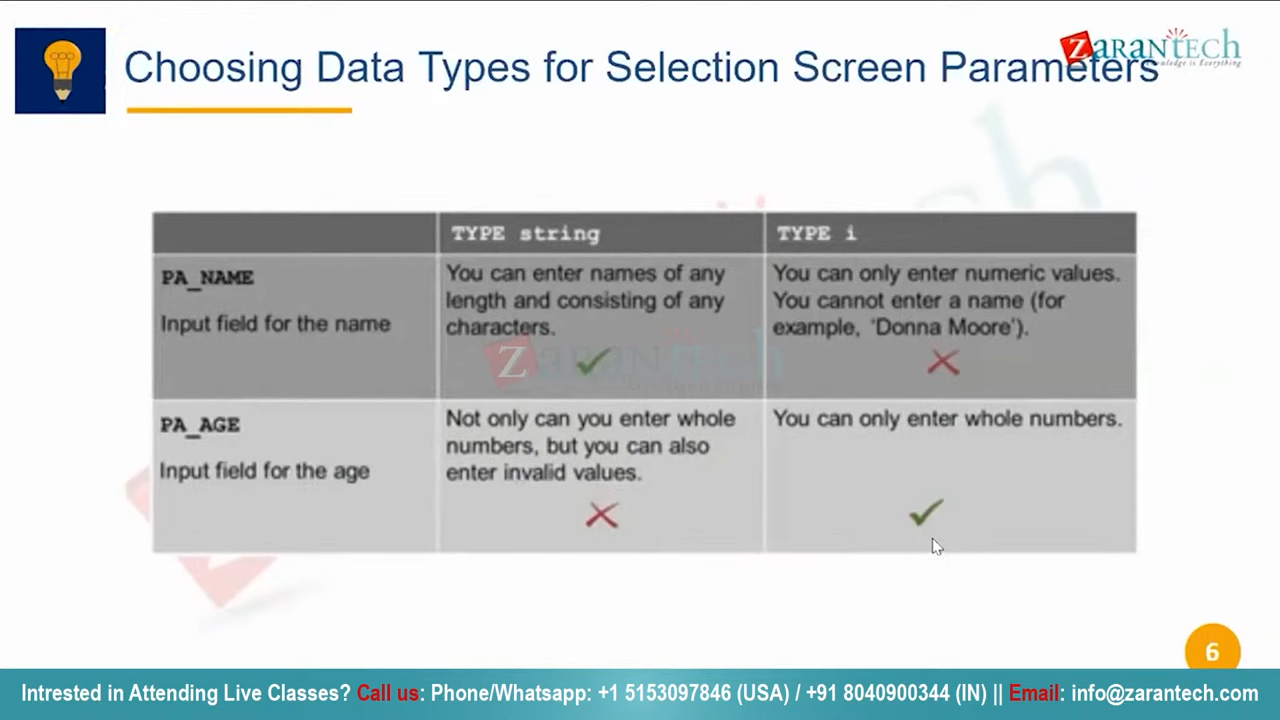 Choosing Data Types for Selection Screen Parameters
ZARANTECH
Knowledge is Everything
TYPE string
TYPE i
PA_NAME
Input field for the name
You can enter names of any
length and consisting of any
characters.
You can only enter numeric values.
You cannot enter a name (for
example, ‘Donna Moore’).
PA_AGE
Input field for the age
Not only can you enter whole
numbers, but you can also
enter invalid values.
You can only enter whole numbers.
6
Intrested in Attending Live Classes? Call us: Phone/Whatsapp: +1 5153097846 (USA) / +91 8040900344 (IN) || Email: info@zarantech.com